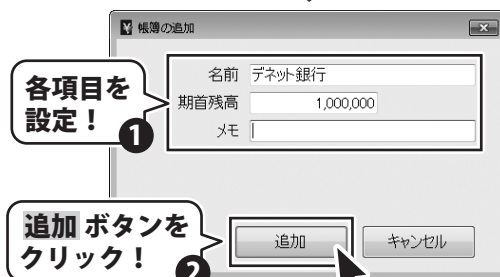 帳簿の追加
各項目を
設定！
1
名前 デネット銀行
期首残高 1,000,000
メモ
追加 ボタンを
クリック！
2
追加 キャンセル